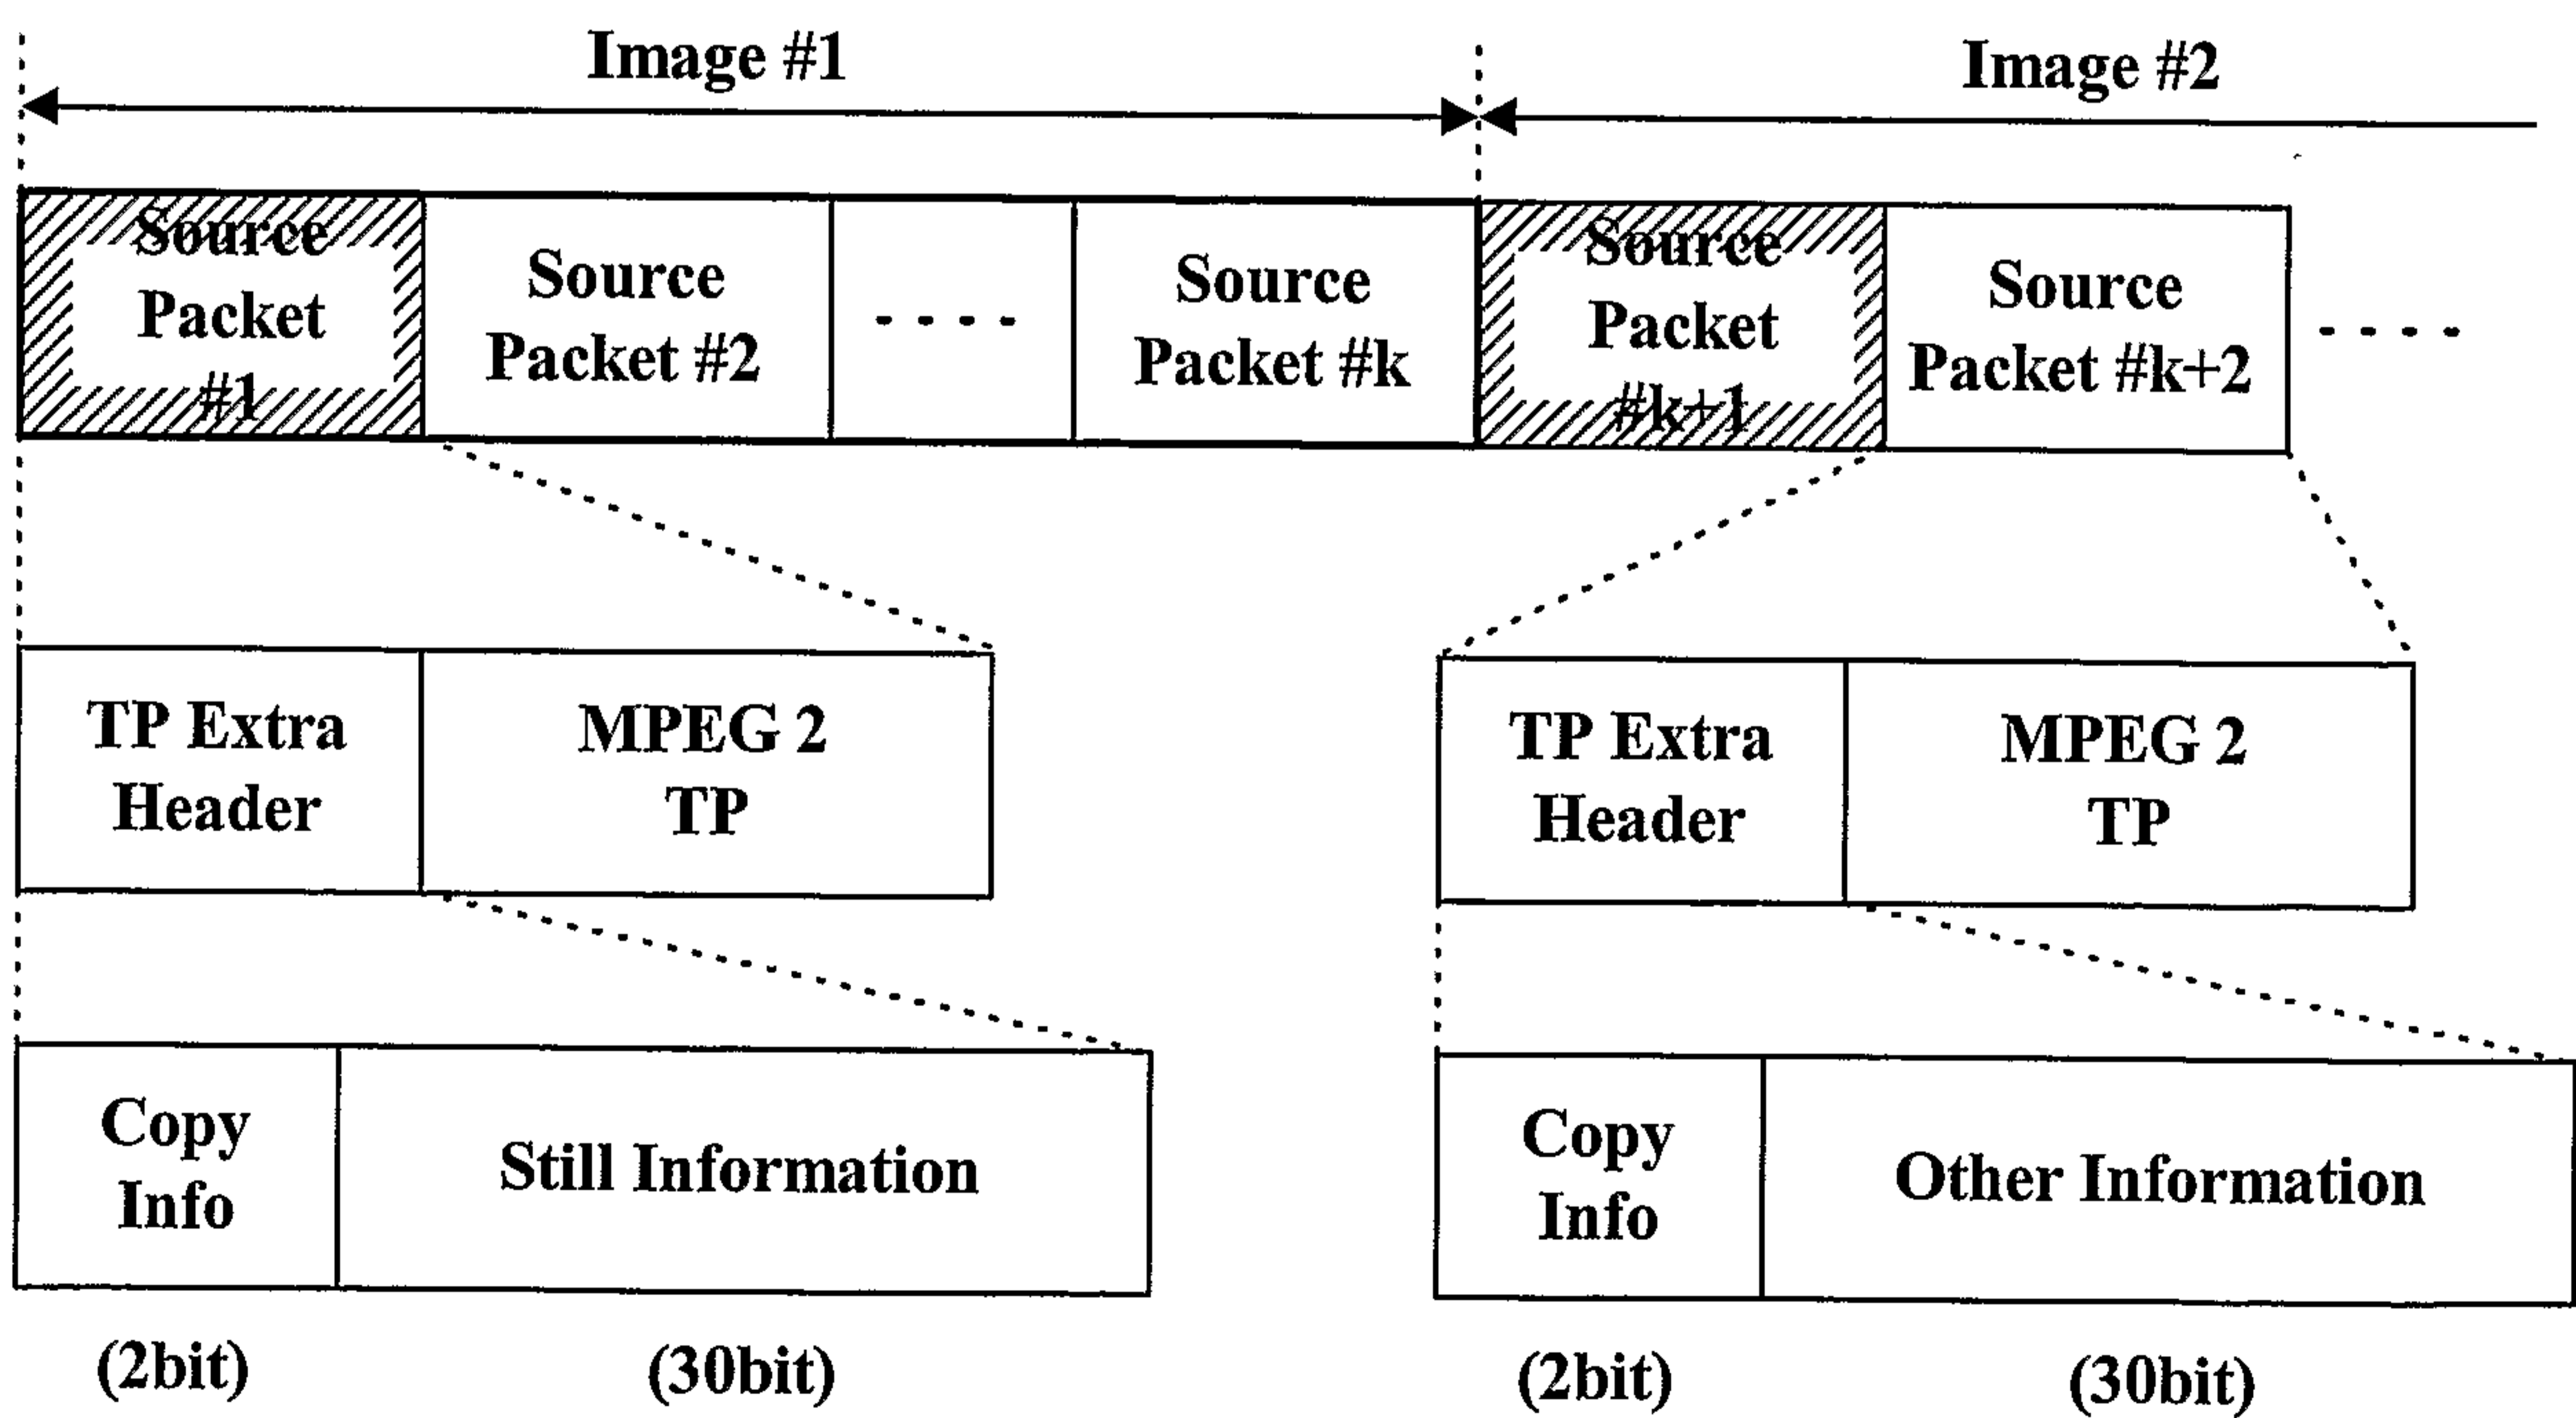 Image #1
Image #2
Source
Packet
#1
Source
Packet #2
Source
Packet #k
Source
Packet
#k+1
Source
Packet #k+2
TP Extra
Header
MPEG 2
TP
TP Extra
Header
MPEG 2
TP
Copy
Info
Still Information
Copy
Info
Other Information
(2bit)
(30bit)
(2bit)
(30bit)